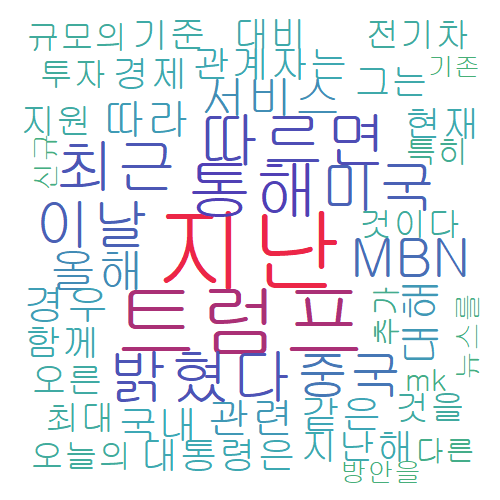 규모의 기준 대비 전기차
투자 경제 관계자는 그는 기존
지원 따라 서비스 현재
신규 최근 따르면 특히
통해 미국
이날 지난 것이다
올해 MBN
경우 트럼프 추가 대해 뉴스를
함께 밝혔다 중국
오른 mk
최대 국내 관련 같은 것을
오늘의 대통령은 지난해 다른
방안을